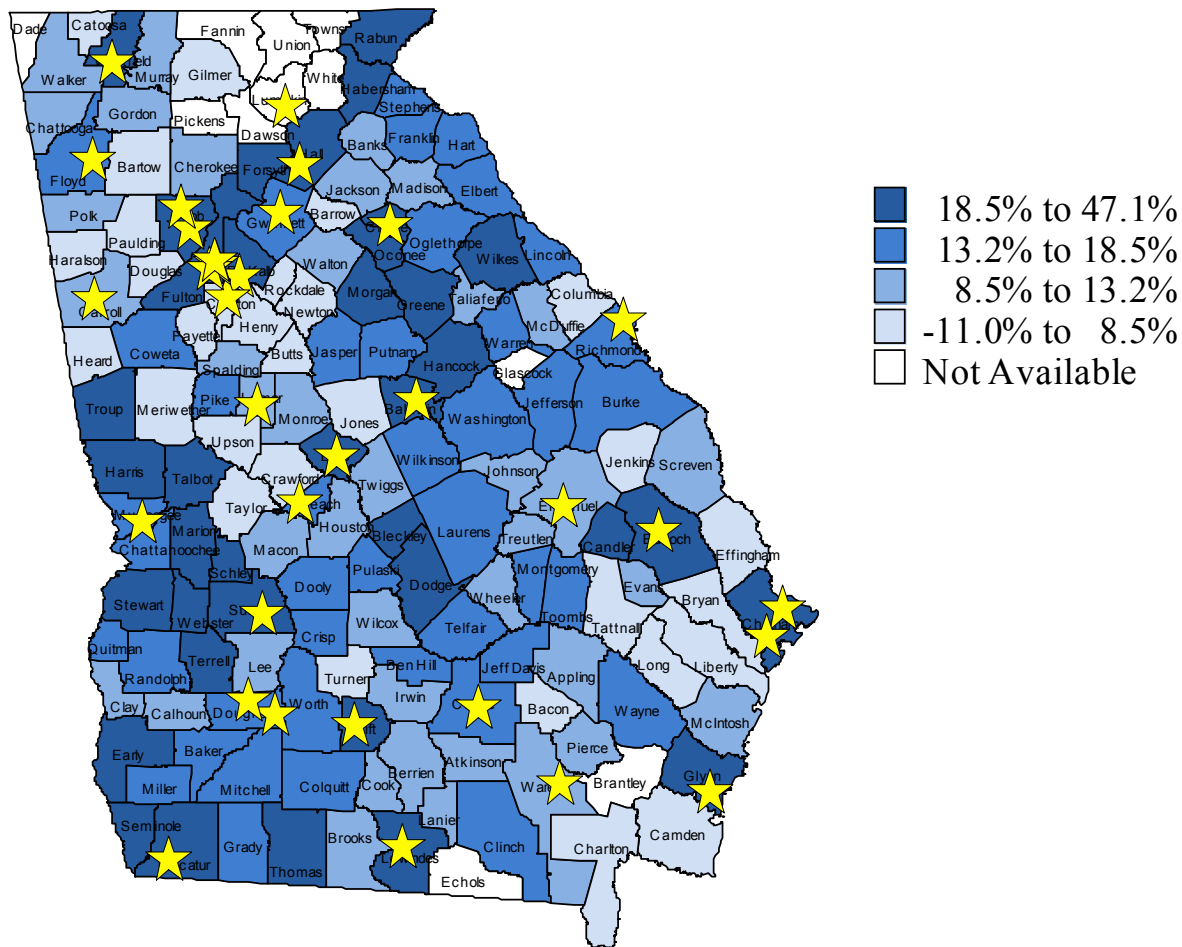 Dade
Catoosa
Fannin
Towns
Union
Rabun
Walker
Murray
Gilmer
White
Habersham
Stephens
Gordon
Chattooga
Pickens
Dawson
Banks
Franklin
Hart
Floyd
Bartow
Cherokee
Forsyth
Jackson
Madison
Elbert
Polk
Barrow
Paulding
Oglethorpe
Oconee
Haralson
Douglas
Walton
Wilkes
Lincoln
Fulton
Rockdale
Morgan
Greene
Taliaferro
Columbia
Newton
McDuffie
Fayette
Henry
Warren
Richmond
Heard
Coweta
Butts
Jasper
Putnam
Spalding
Hancock
Glascock
Troup
Meriwether
Pike
Monroe
Jones
Washington
Jefferson
Burke
Upson
Wilkinson
Jenkins
Screven
Harris
Talbot
Crawford
Twiggs
Johnson
Taylor
Houston
Laurens
Treutlen
Candler
Effingham
Marion
Bleckley
Chattahoochee
Macon
Schley
Pulaski
Dodge
Montgomery
Evans
Bryan
Stewart
Webster
Dooly
Wheeler
Toombs
Wilcox
Telfair
Tattnall
Quitman
Crisp
Long
Liberty
Terrell
Lee
Ben Hill
Jeff Davis
Randolph
Turner
Appling
Clay
Calhoun
Worth
Irwin
Bacon
Wayne
McIntosh
Early
Baker
Pierce
Berrien
Atkinson
Glynn
Miller
Mitchell
Colquitt
Cook
Brantley
Seminole
Lanier
Camden
Grady
Thomas
Brooks
Clinch
Charlton
Echols
18.5% to 47.1%
13.2% to 18.5%
8.5% to 13.2%
-11.0% to 8.5%
Not Available